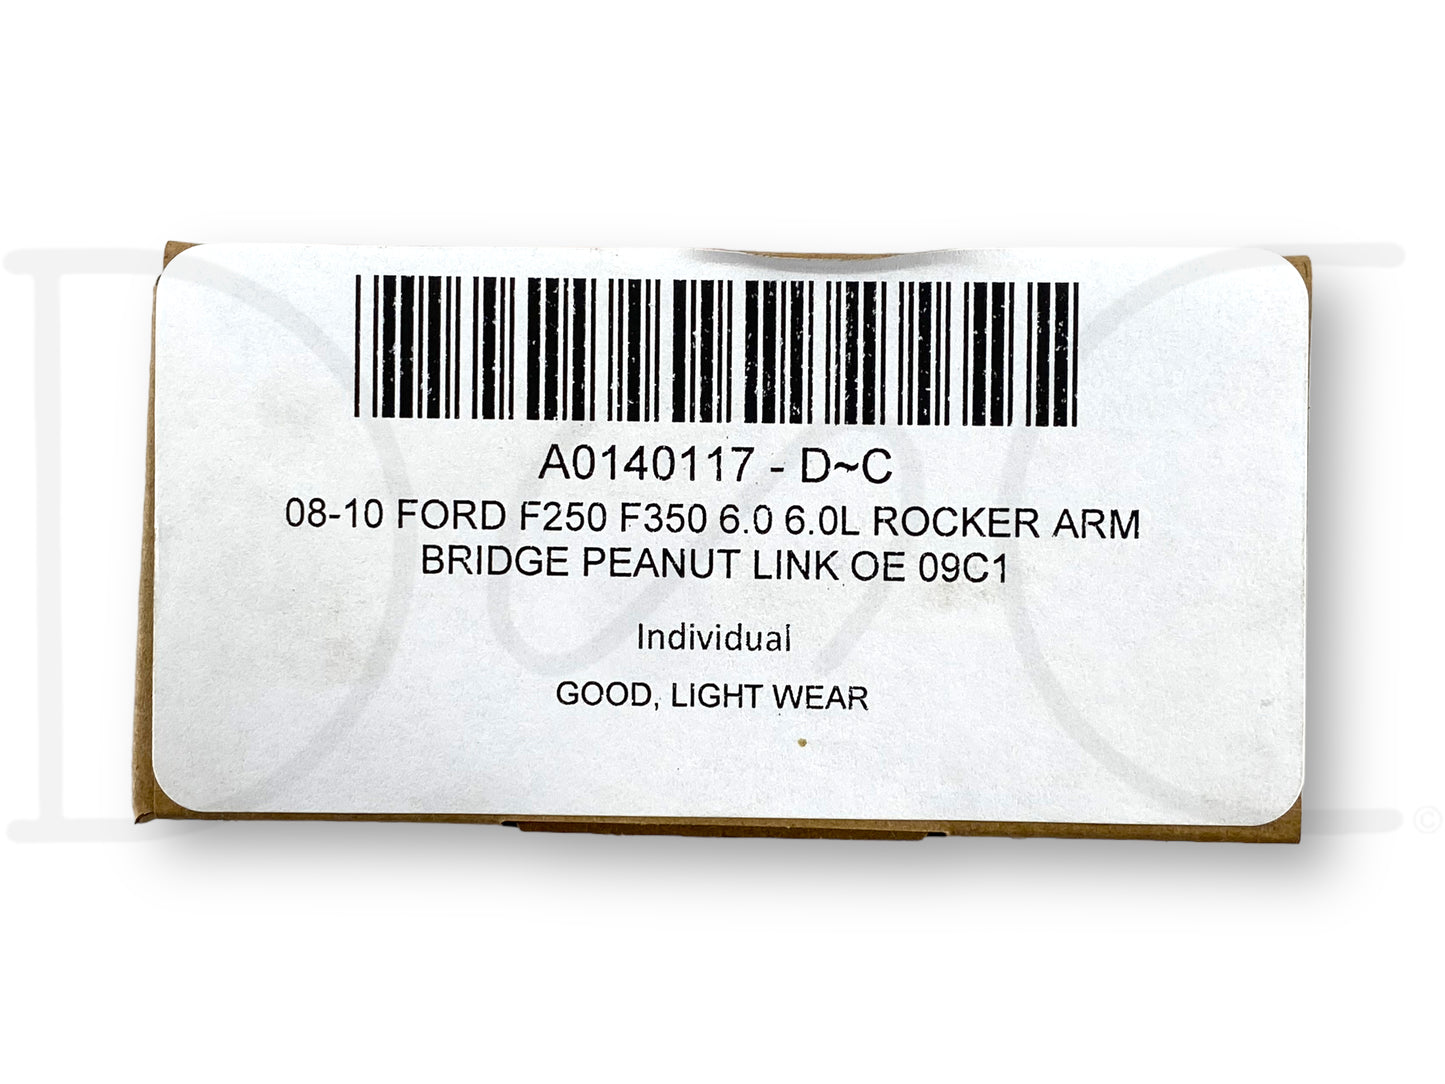 A0140117 - D~C
08-10 FORD F250 F350 6.0 6.0L ROCKER ARM
BRIDGE PEANUT LINK OE 09C1
Individual
GOOD, LIGHT WEAR
©